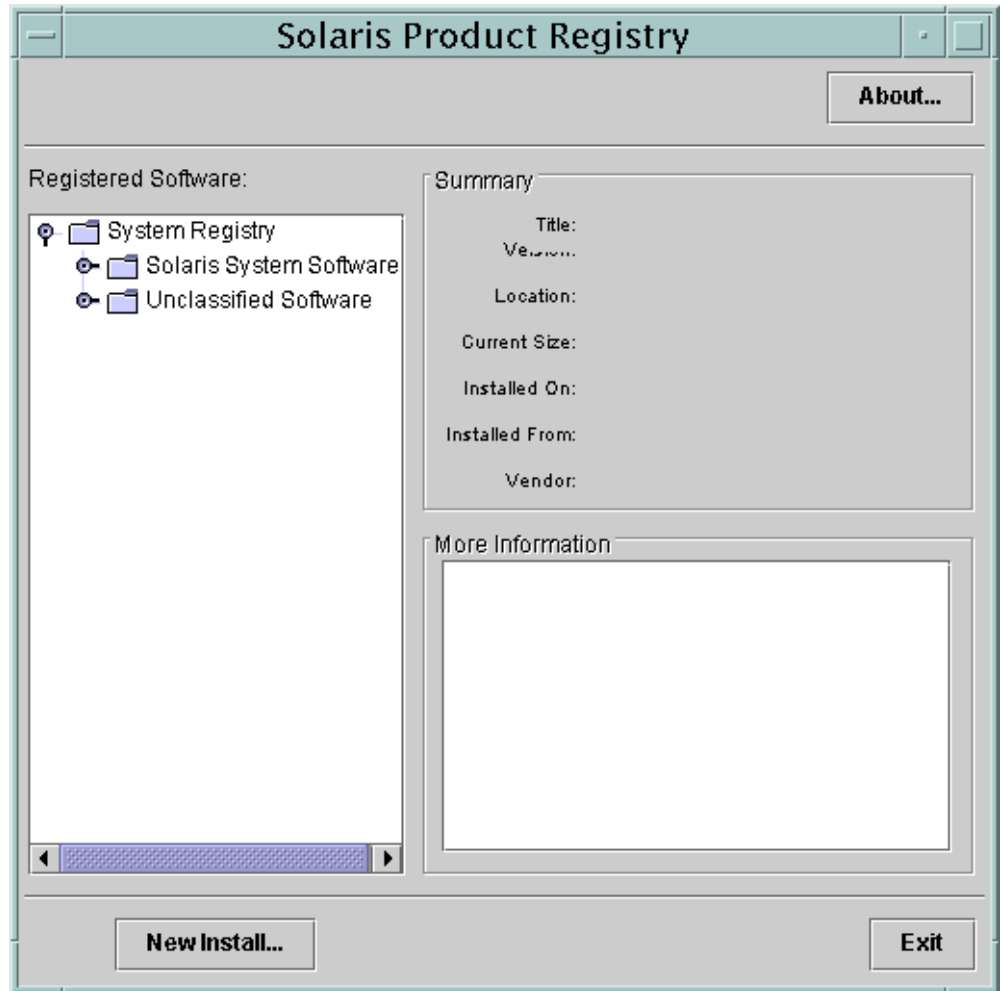 Solaris Product Registry
About...
Registered Software:
System Registry
Solaris System Software
Unclassified Software
Summary
Title:
Location:
Current Size:
Installed On:
Installed From:
Vendor:
More Information
New Install...
Exit